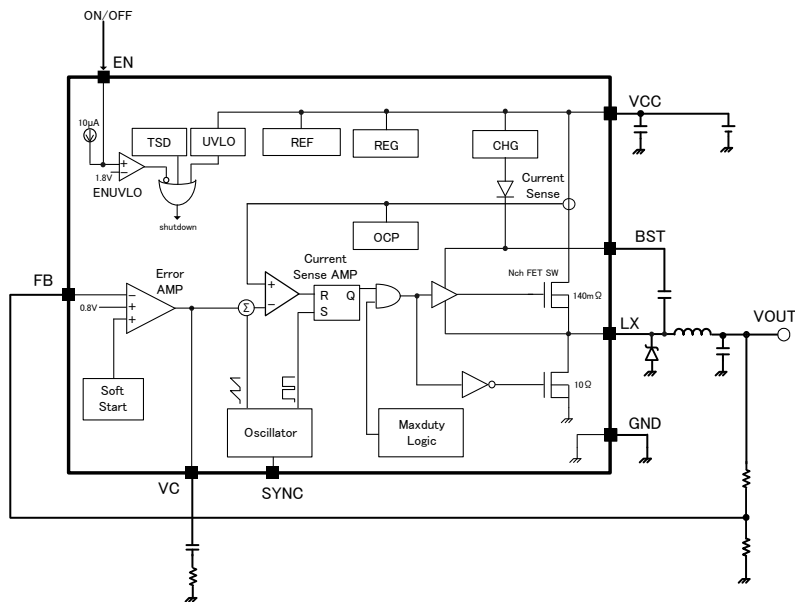 ON/OFF
EN
VCC
10μA
TSD
UVLO
REF
REG
CHG
1.8V
ENUVLO
shutdown
Current
Sense
OCP
BST
FB
Error
AMP
Current
Sense AMP
Nch FET SW
0.8V
R Q
S
Σ
140mΩ
LX
VOUT
Soft
Start
10Ω
Oscillator
Maxduty
Logic
GND
VC
SYNC